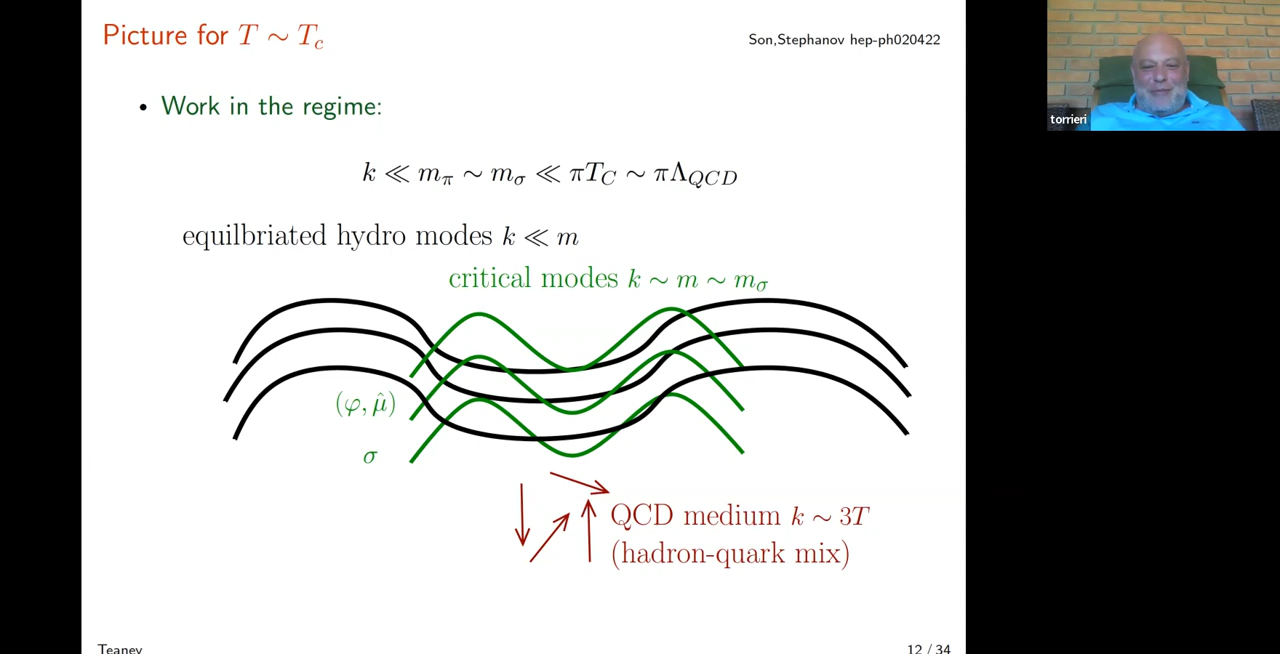 Picture for T ∼ T_c
Son,Stephanov hep-ph020422
• Work in the regime:
k ≪ m_π ∼ m_σ ≪ πT_C ∼ πΛ_QCD
equilbriated hydro modes k ≪ m
critical modes k ∼ m ∼ m_σ
(φ, μ̂)
σ
QCD medium k ∼ 3T
(hadron-quark mix)
Teaney
12 / 34
torrieri